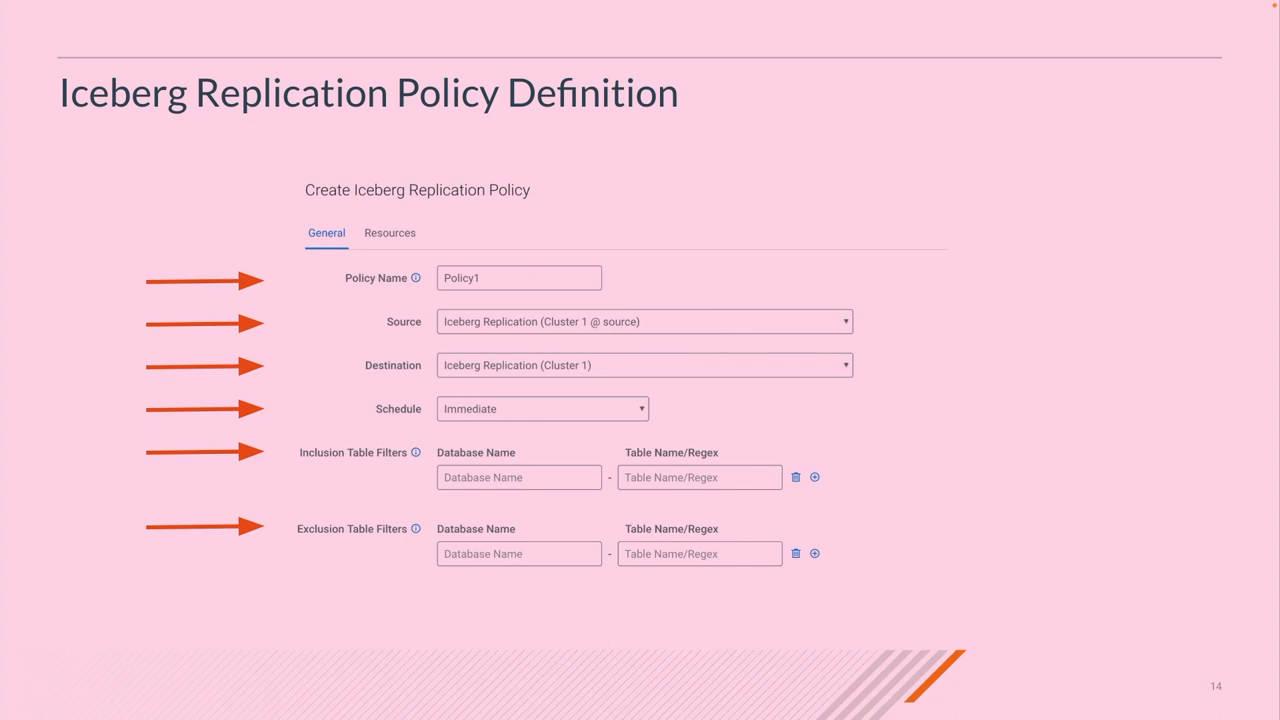 Iceberg Replication Policy Definition
Create Iceberg Replication Policy
General Resources
Policy Name Policy1
Source Iceberg Replication (Cluster 1 @ source)
Destination Iceberg Replication (Cluster 1)
Schedule Immediate
Inclusion Table Filters Database Name Table Name/Regex
Database Name - Table Name/Regex
Exclusion Table Filters Database Name Table Name/Regex
Database Name - Table Name/Regex
14